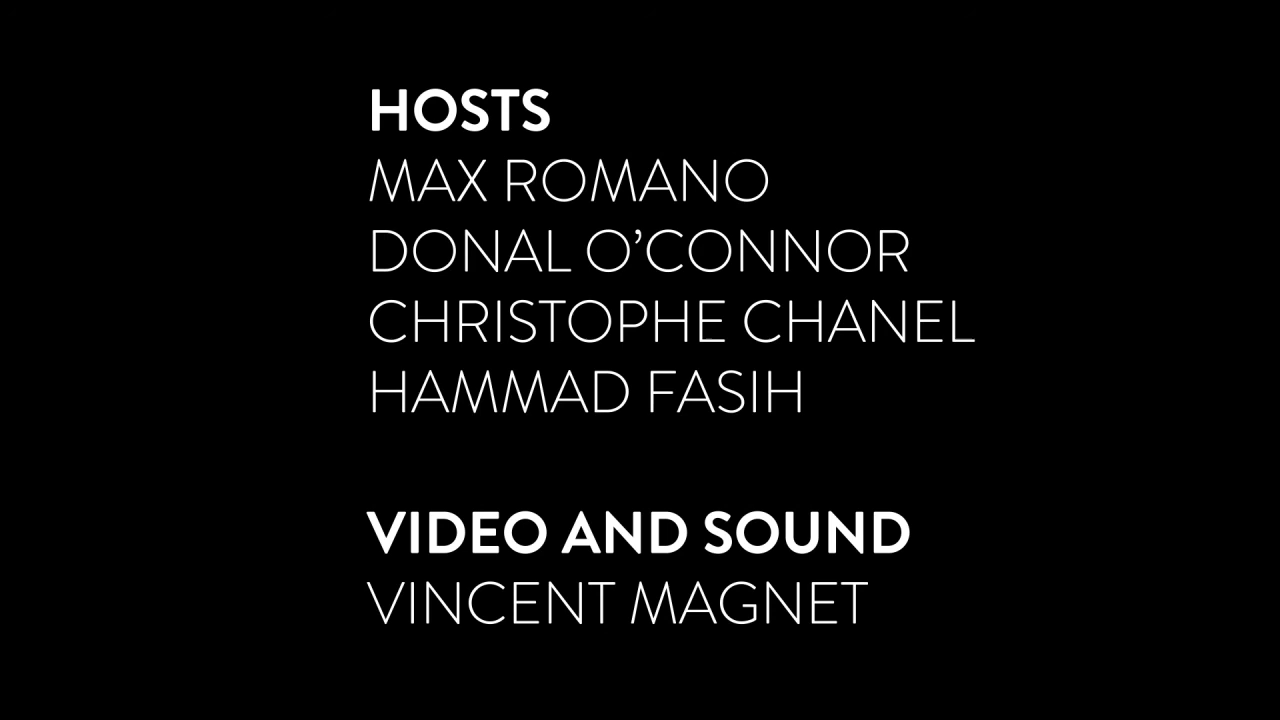 HOSTS
MAX ROMANO
DONAL O’CONNOR
CHRISTOPHE CHANEL
HAMMAD FASIH
VIDEO AND SOUND
VINCENT MAGNET